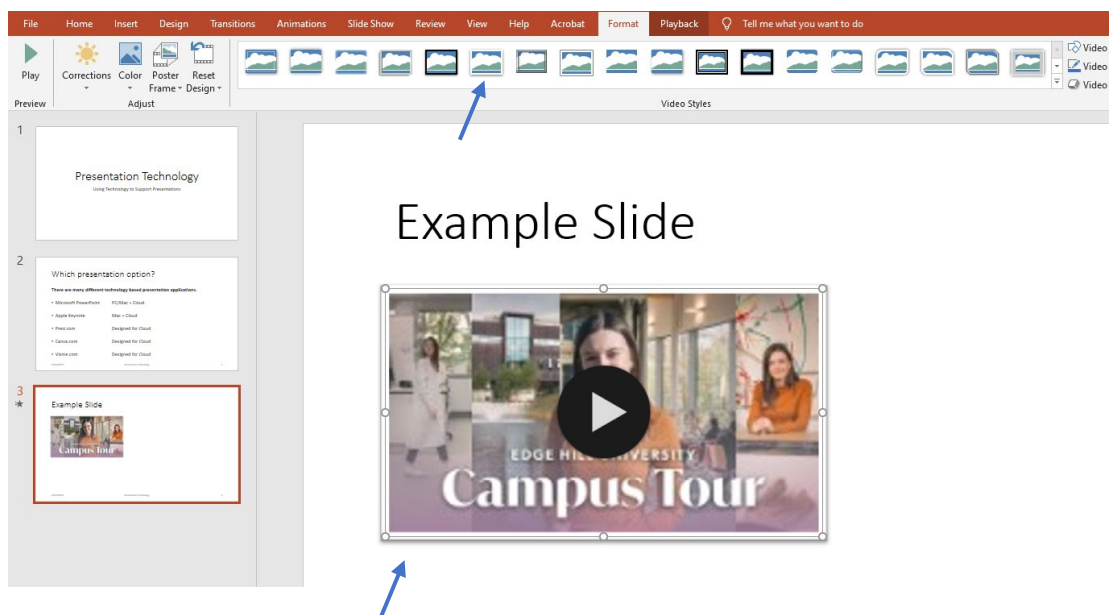 File Home Insert Design Transitions Animations Slide Show Review View Help Acrobat Format Playback Tell me what you want to do
Play Corrections Color Poster Frame Reset Design
Video
Video
Video
Preview Adjust Video Styles
1
Presentation Technology
Using Technology to Support Presentations
2
Which presentation option?
There are many different technology based presentation applications.
• Microsoft PowerPoint PC/Mac + Cloud
• Apple Keynote Mac + Cloud
• Prezi.com Designed for Cloud
• Canva.com Designed for Cloud
• Visme.com Designed for Cloud
3
Example Slide
Campus Tour
Example Slide
EDGE HILL UNIVERSITY
Campus Tour